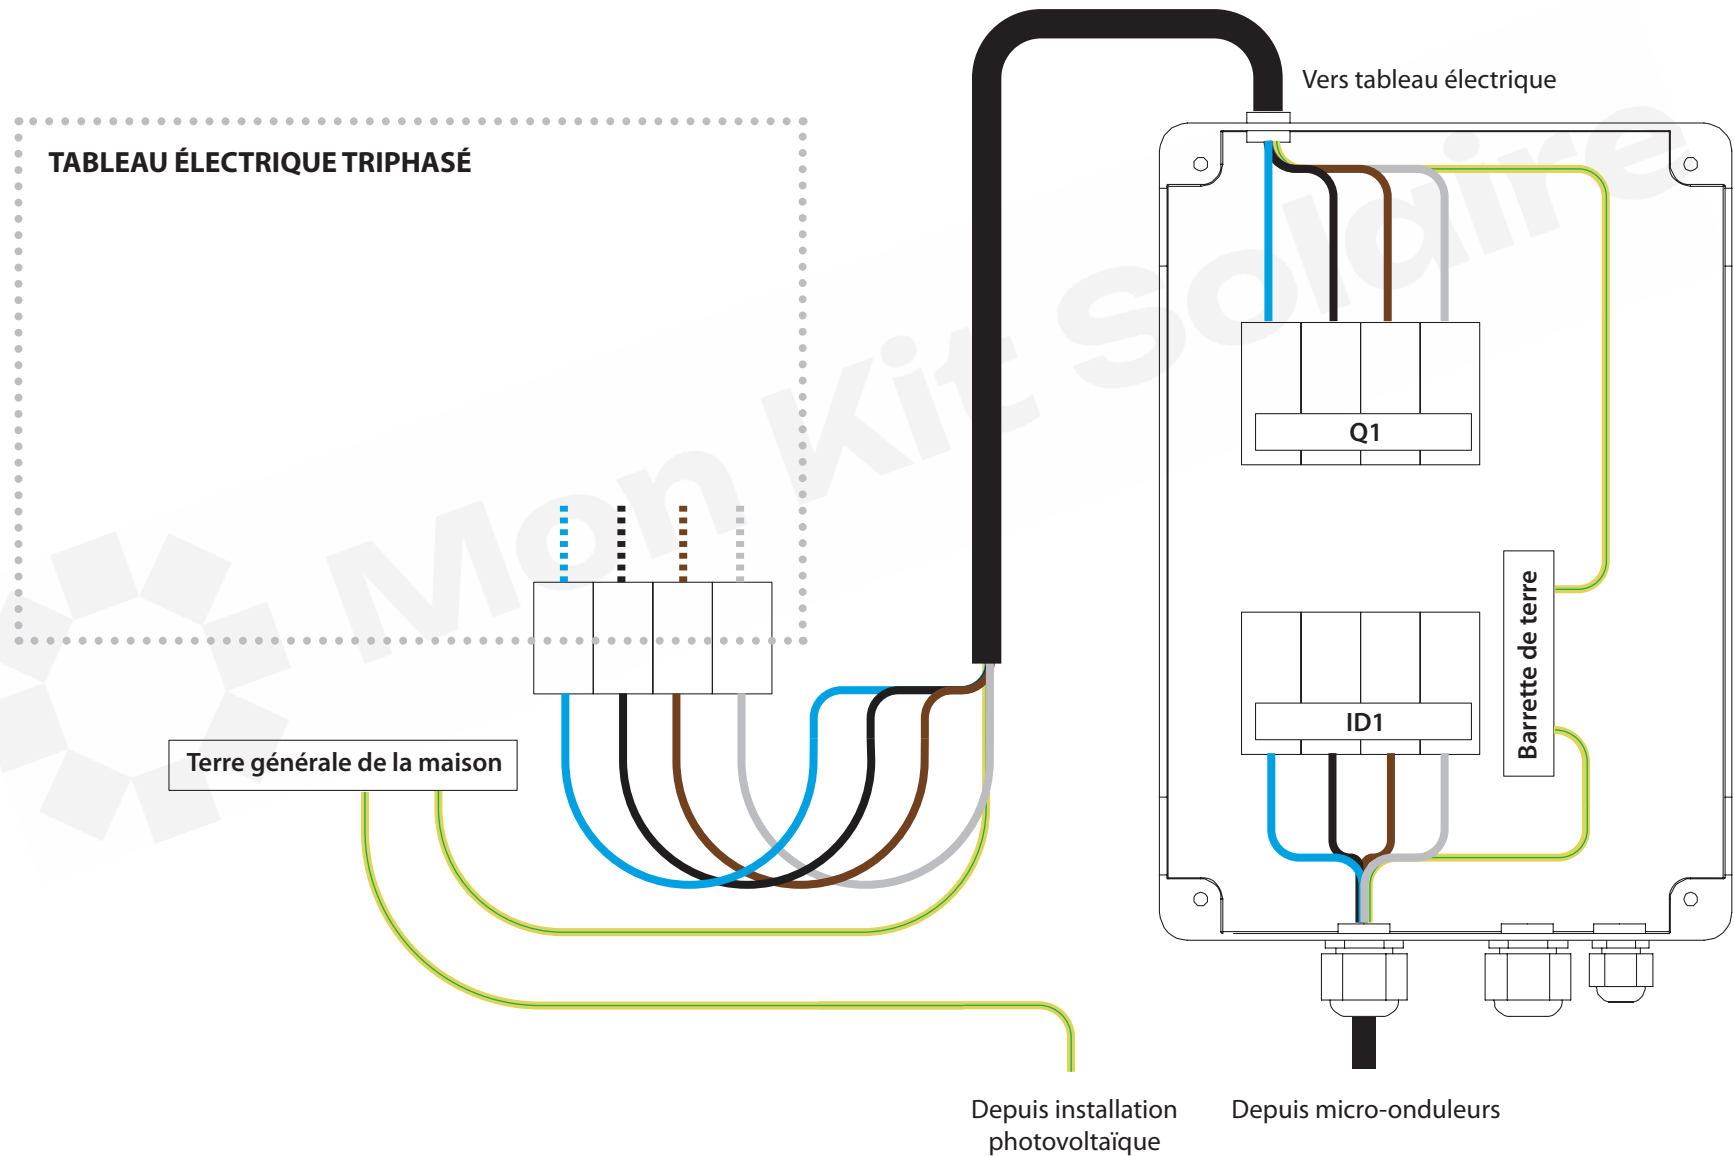 Vers tableau électrique
TABLEAU ÉLECTRIQUE TRIPHASÉ
Mon Kit Solaire
Q1
Barrette de terre
ID1
Terre générale de la maison
Depuis installation
photovoltaïque
Depuis micro-onduleurs